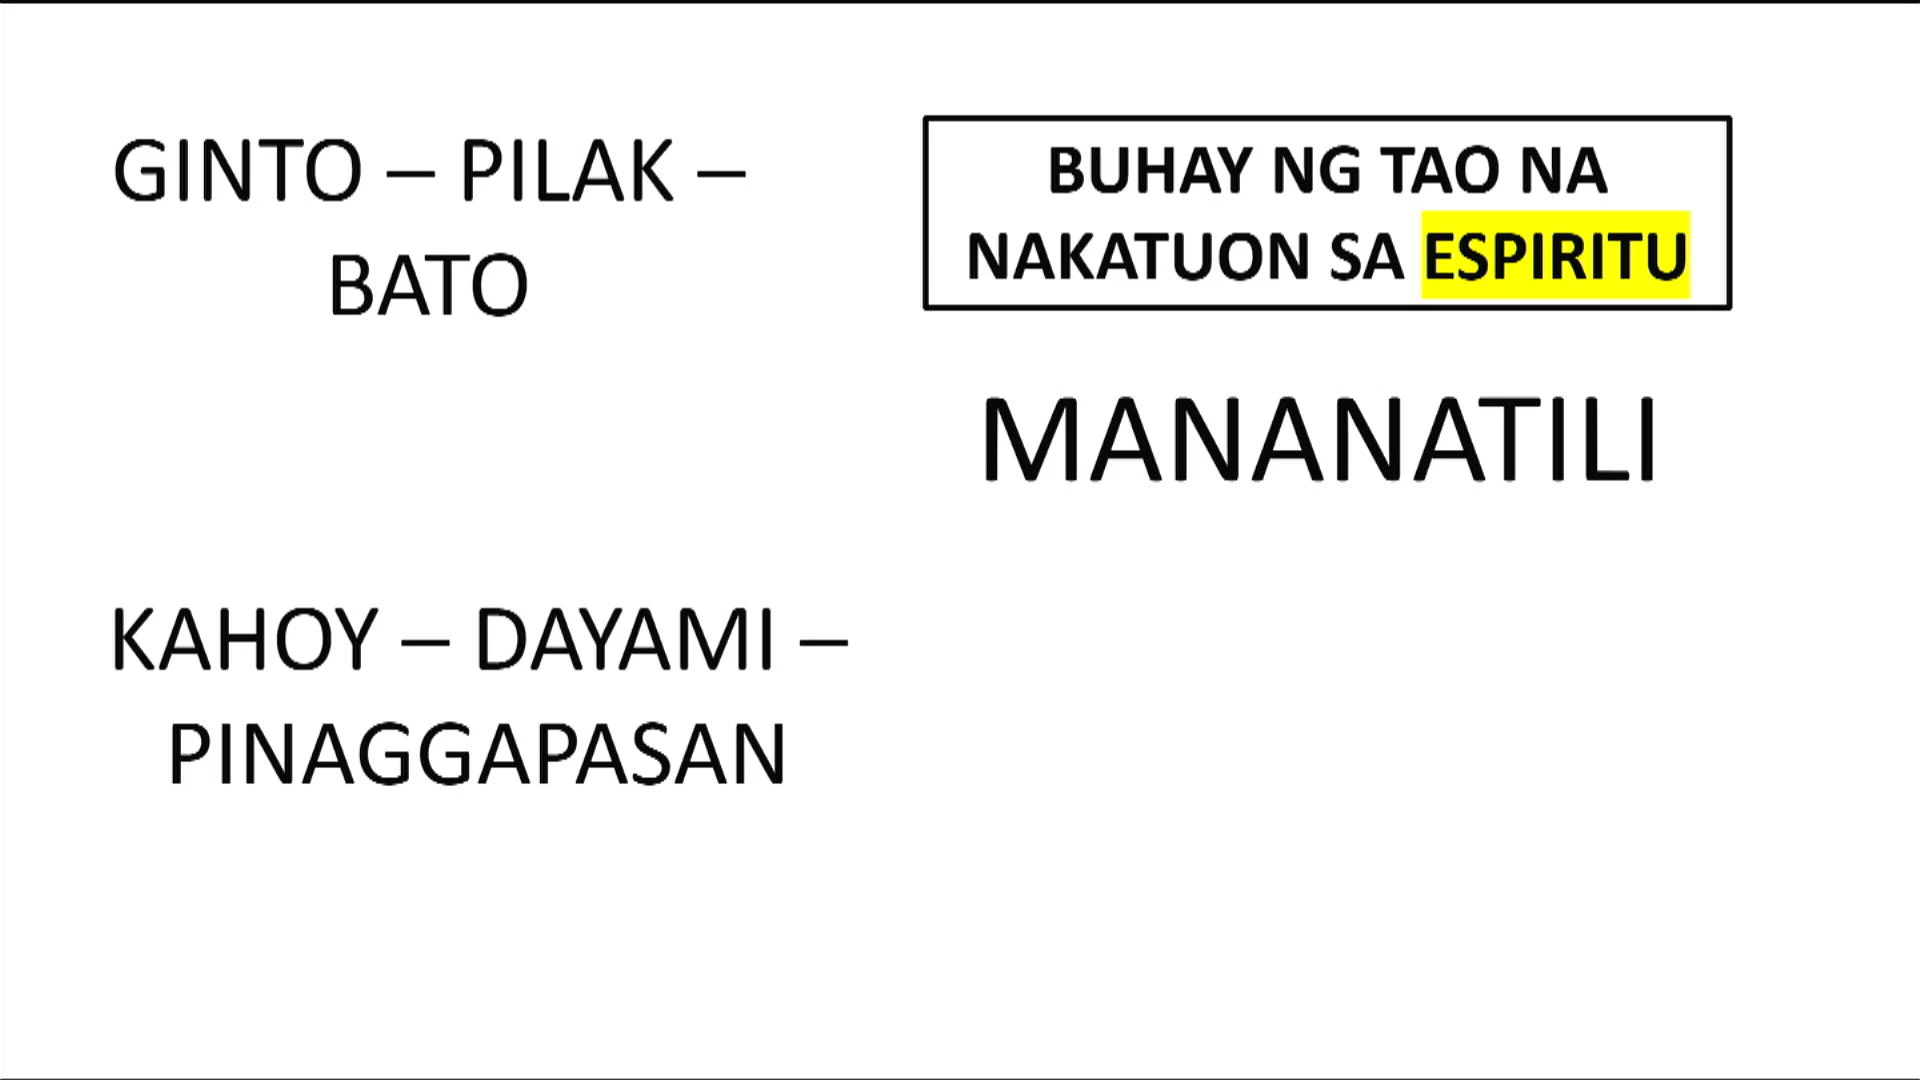 GINTO – PILAK –
BATO
BUHAY NG TAO NA
NAKATUON SA ESPIRITU
MANANATILI
KAHOY – DAYAMI –
PINAGGAPASAN